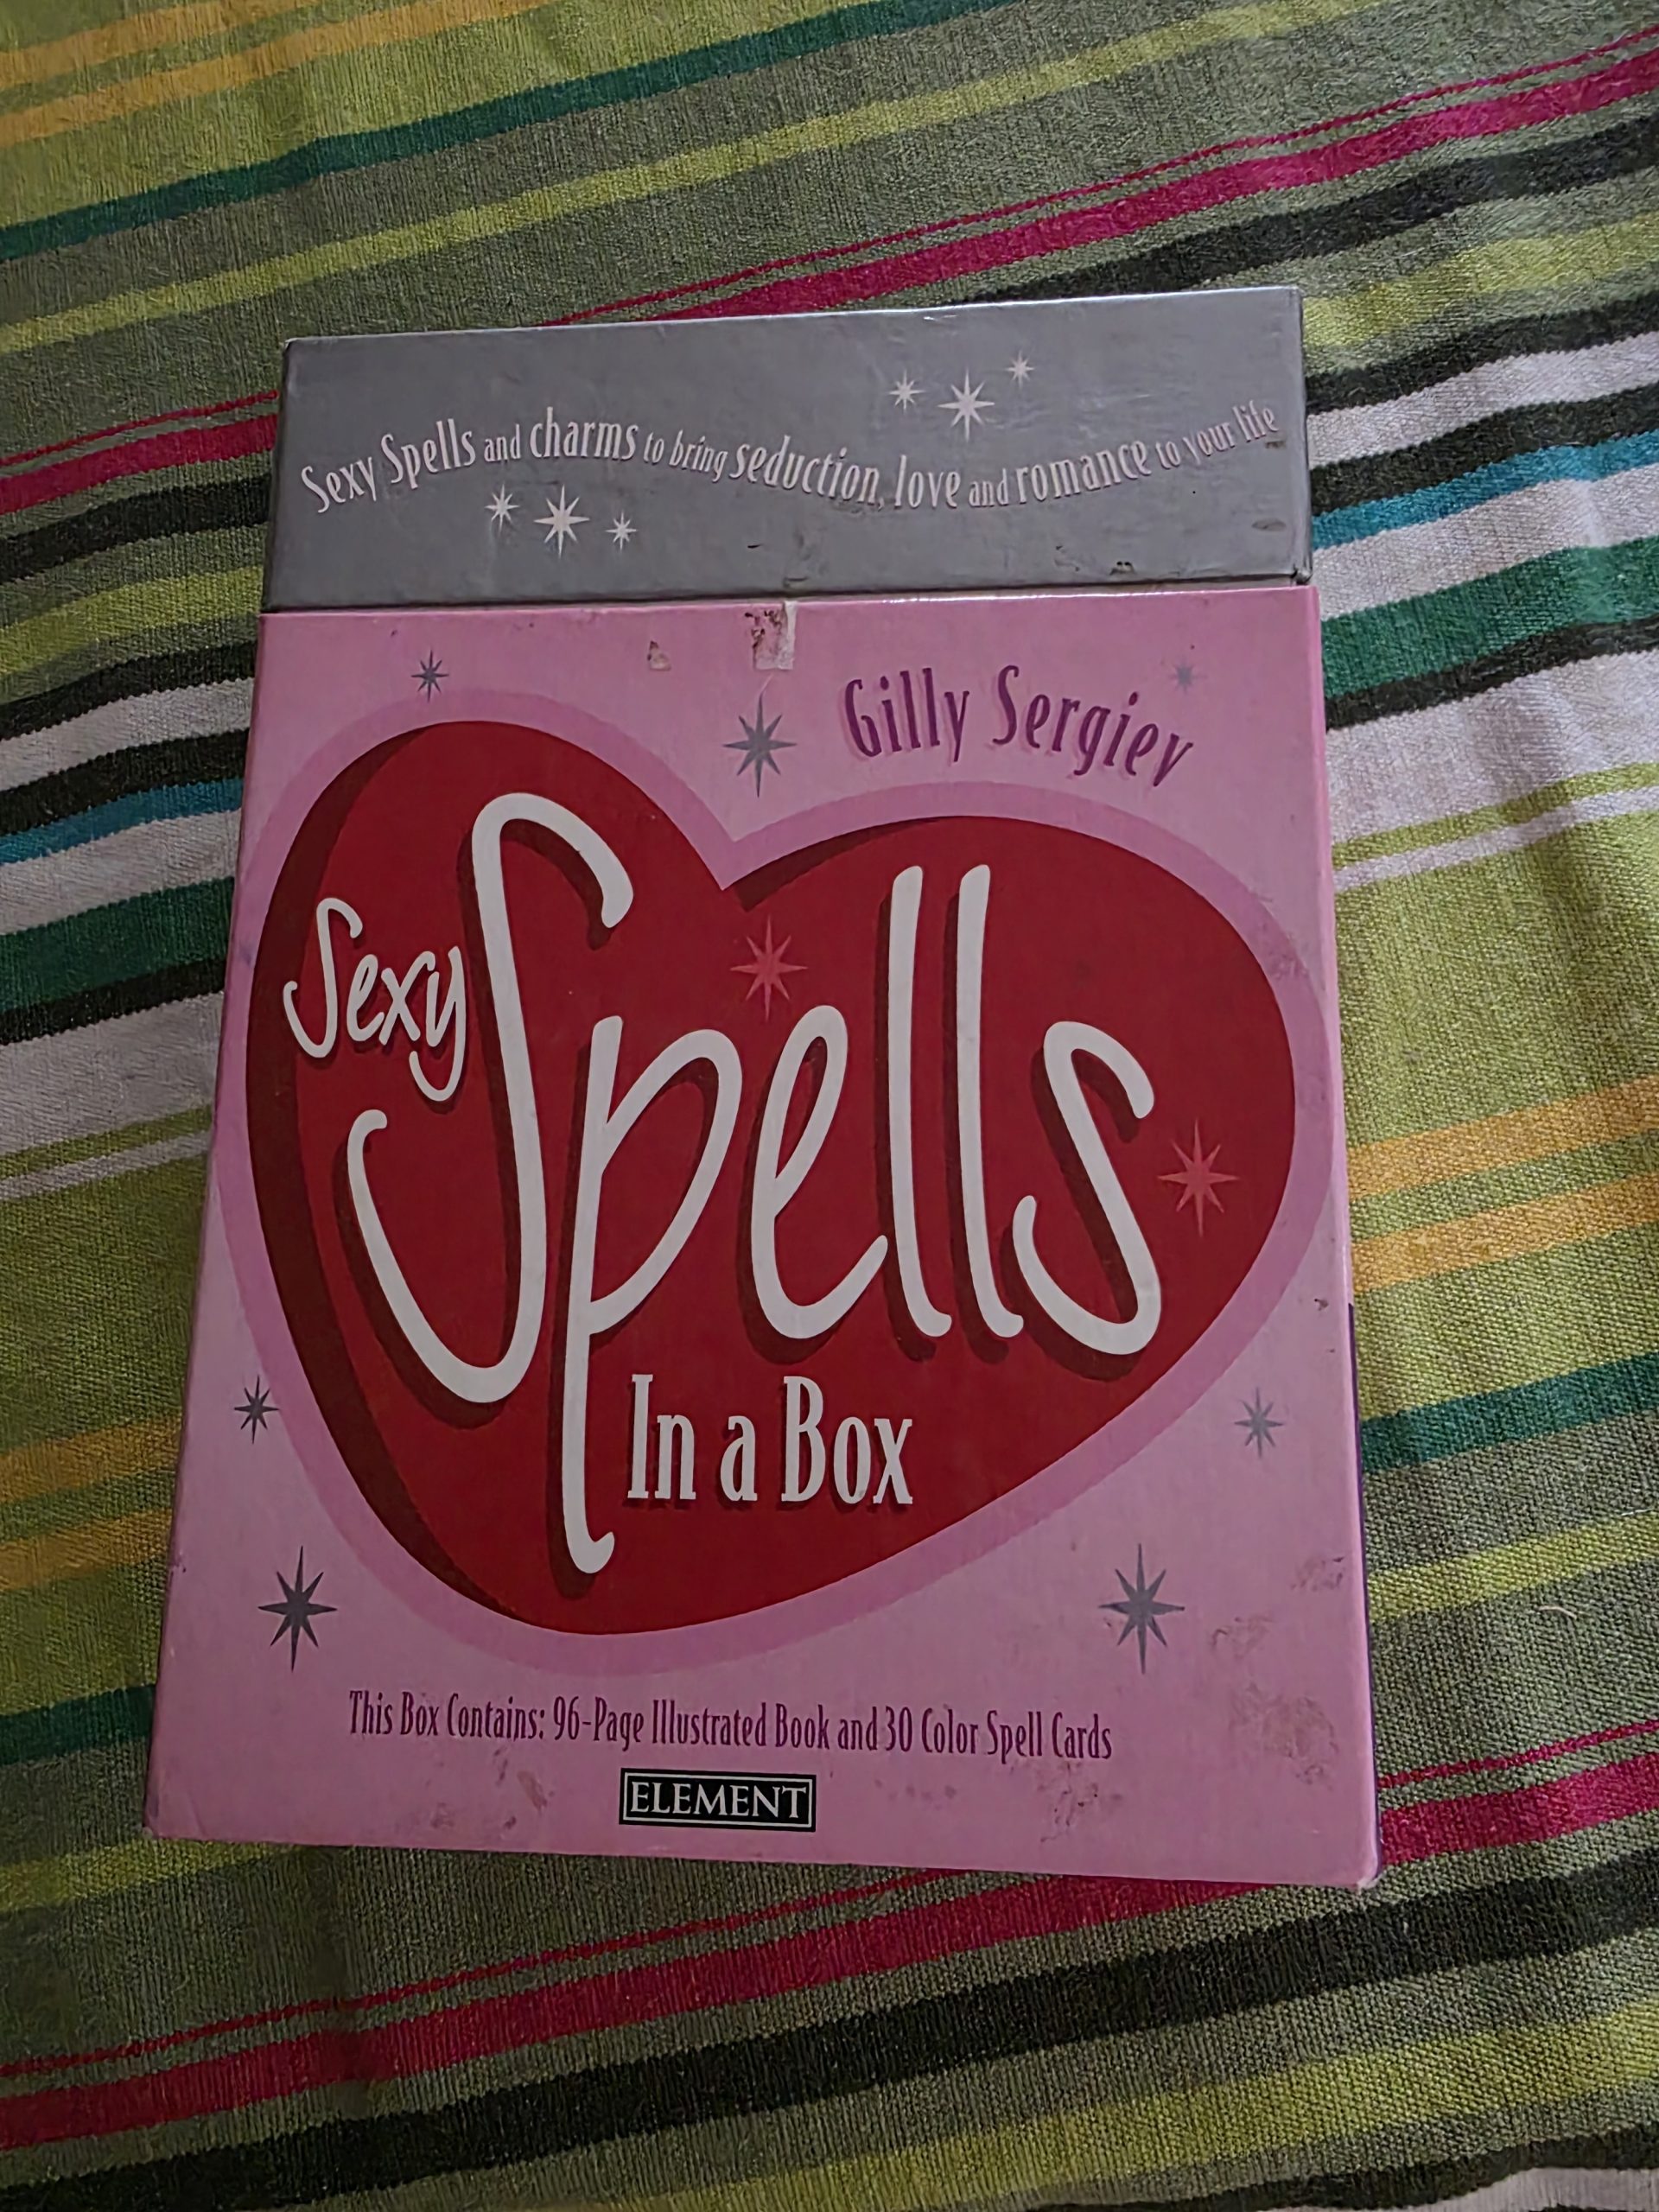 Sexy Spells and charms to bring seduction, love and romance to your life
Gilly Sergiev
Sexy
Spells
In a Box
This Box Contains: 96-Page Illustrated Book and 30 Color Spell Cards
ELEMENT